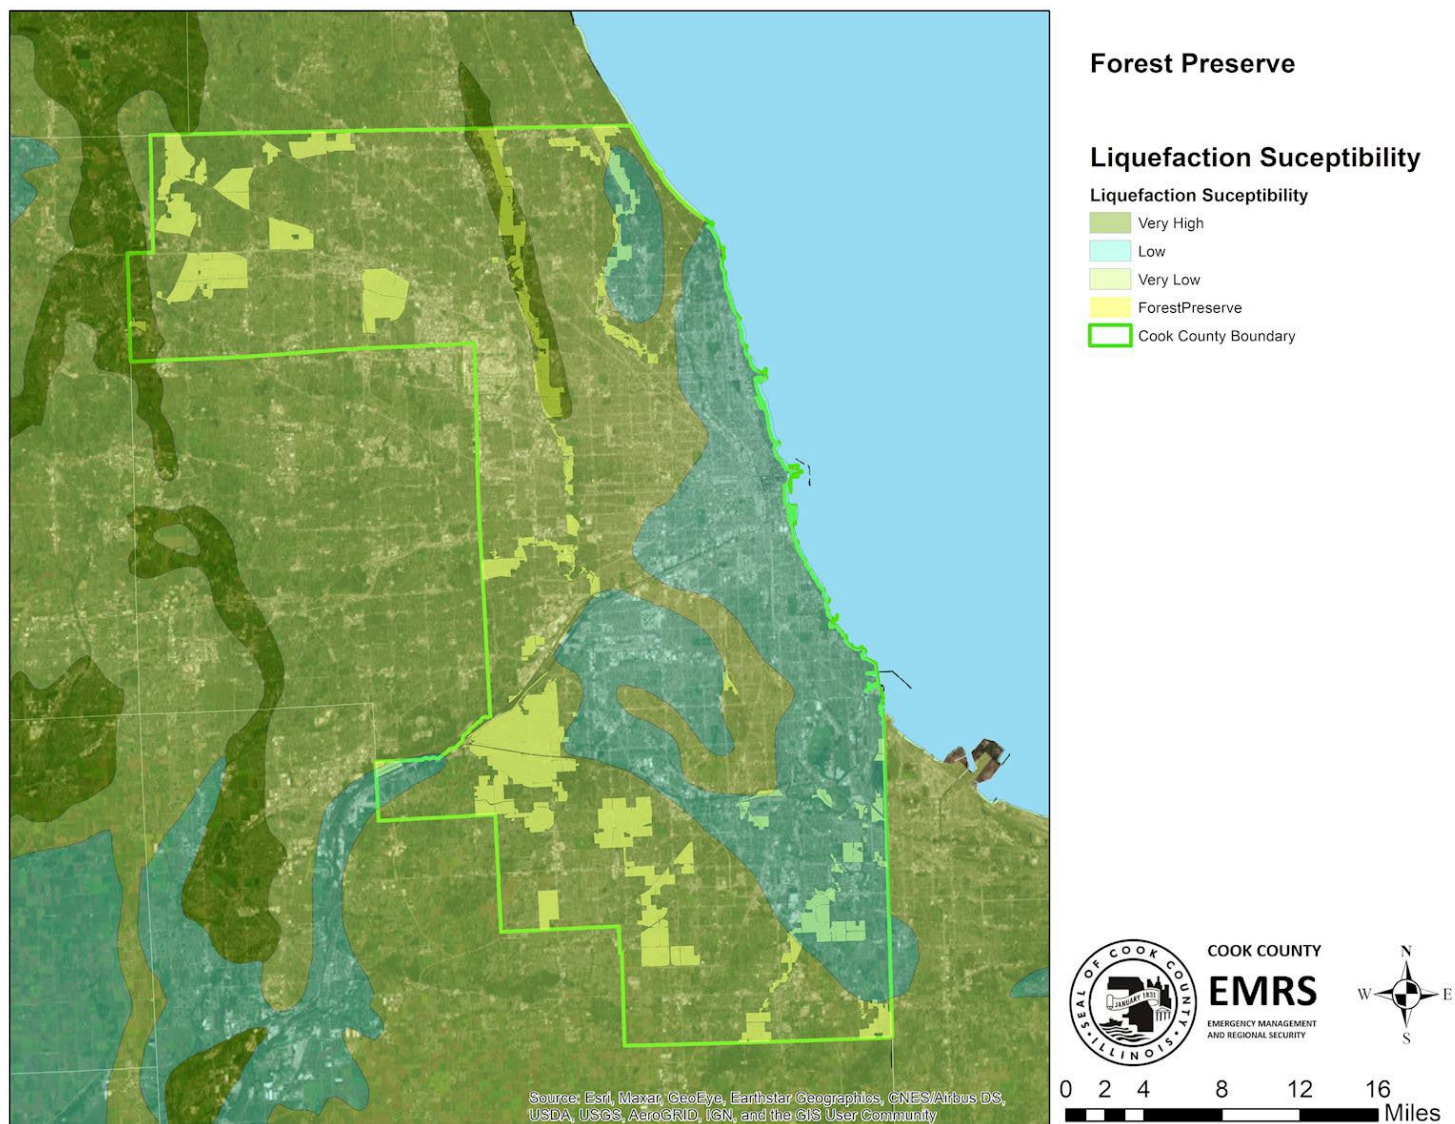 Forest Preserve
Liquefaction Suceptibility
Liquefaction Suceptibility
Very High
Low
Very Low
ForestPreserve
Cook County Boundary
SEAL OF COOK COUNTY
JANUARY 1831
ILLINOIS
COOK COUNTY
EMRS
EMERGENCY MANAGEMENT
AND REGIONAL SECURITY
N
W E
S
0 2 4 8 12 16
Miles
Source: Esri, Maxar, GeoEye, Earthstar Geographics, CNES/Airbus DS,
USDA, USGS, AeroGRID, IGN, and the GIS User Community